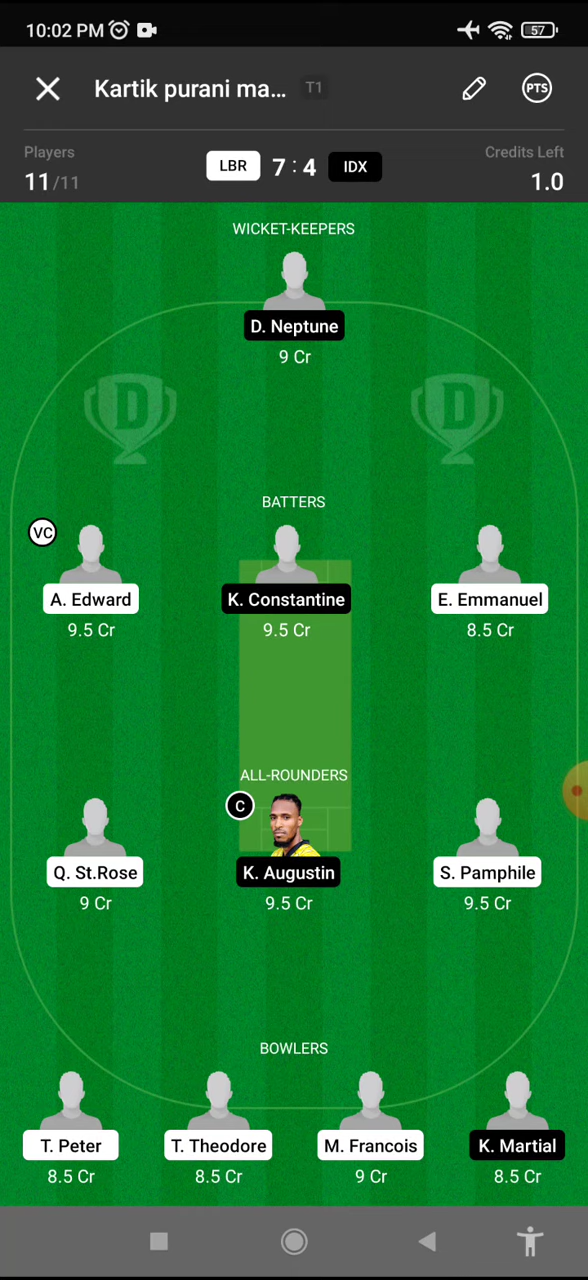 10:02 PM 57
Kartik purani ma... T1 PTS
Players Credits Left
11/11 LBR 7 : 4 IDX 1.0
WICKET-KEEPERS
D. Neptune
9 Cr
D D
BATTERS
VC
A. Edward K. Constantine E. Emmanuel
9.5 Cr 9.5 Cr 8.5 Cr
ALL-ROUNDERS
C
Q. St.Rose K. Augustin S. Pamphile
9 Cr 9.5 Cr 9.5 Cr
BOWLERS
T. Peter T. Theodore M. Francois K. Martial
8.5 Cr 8.5 Cr 9 Cr 8.5 Cr